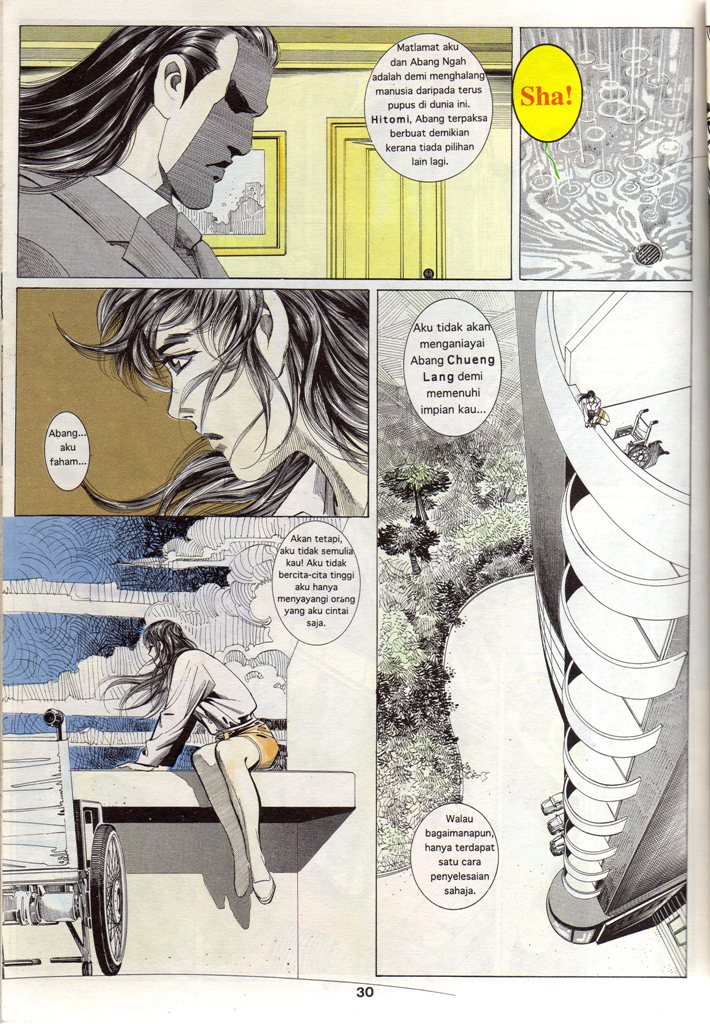 Matlamat aku
dan Abang Ngah
adalah demi menghalang
manusia daripada terus
pupus di dunia ini.
Hitomi, Abang terpaksa
berbuat demikian
kerana tiada pilihan
lain lagi.
Sha!
Abang...
aku
faham...
Aku tidak akan
menganiayai
Abang Chueng
Lang demi
memenuhi
impian kau...
Akan tetapi,
aku tidak semulia
kau! Aku tidak
bercita-cita tinggi
aku hanya
menyayangi orang
yang aku cintai
saja.
Walau
bagaimanapun,
hanya terdapat
satu cara
penyelesaian
sahaja.
30